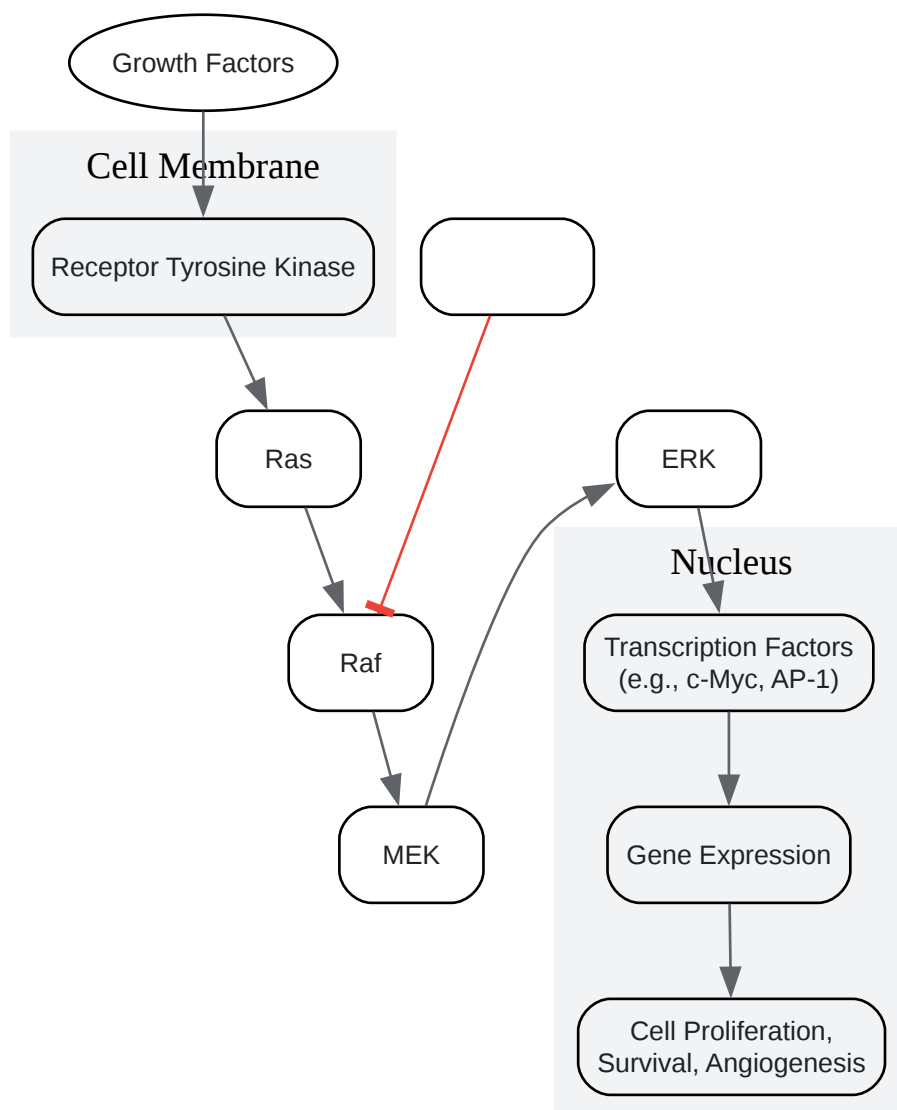 Growth Factors
Cell Membrane
Receptor Tyrosine Kinase
Ras
ERK
Nucleus
Transcription Factors
(e.g., c-Myc, AP-1)
Raf
MEK
Gene Expression
Cell Proliferation,
Survival, Angiogenesis